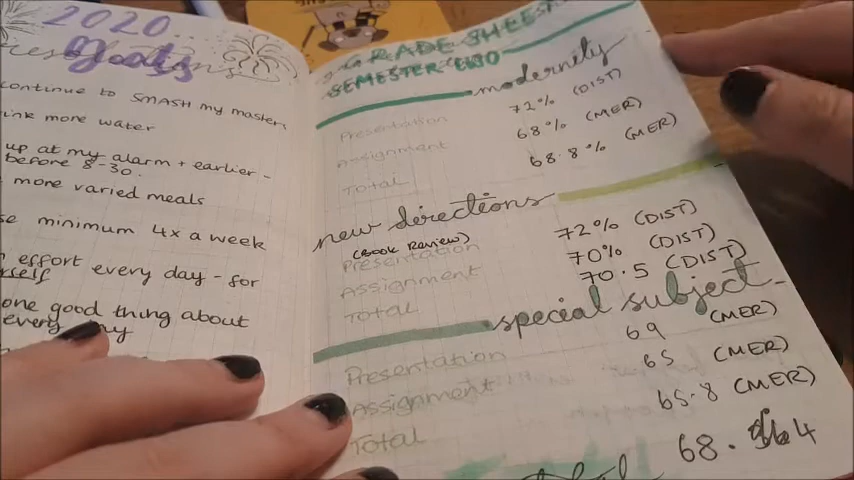 2020
goals
continue to SMASH my masters
more water
up at my alarm + earlier -
before 8-30.
more varied meals
minimum 4x a week
effort every day - for
one good thing about
GRADE SHEET
SEMESTER TWO
modernity
Presentation 72% (DIST)
Assignment 68% (MER)
Total 68.8% (MER)
new directions
(Book Review)
Presentation 72% (DIST)
Assignment 70% (DIST)
Total 70.5 (DIST)
special subject
Presentation 69 (MER)
Assignment 65 (MER)
Total 65.8 (MER)
68.